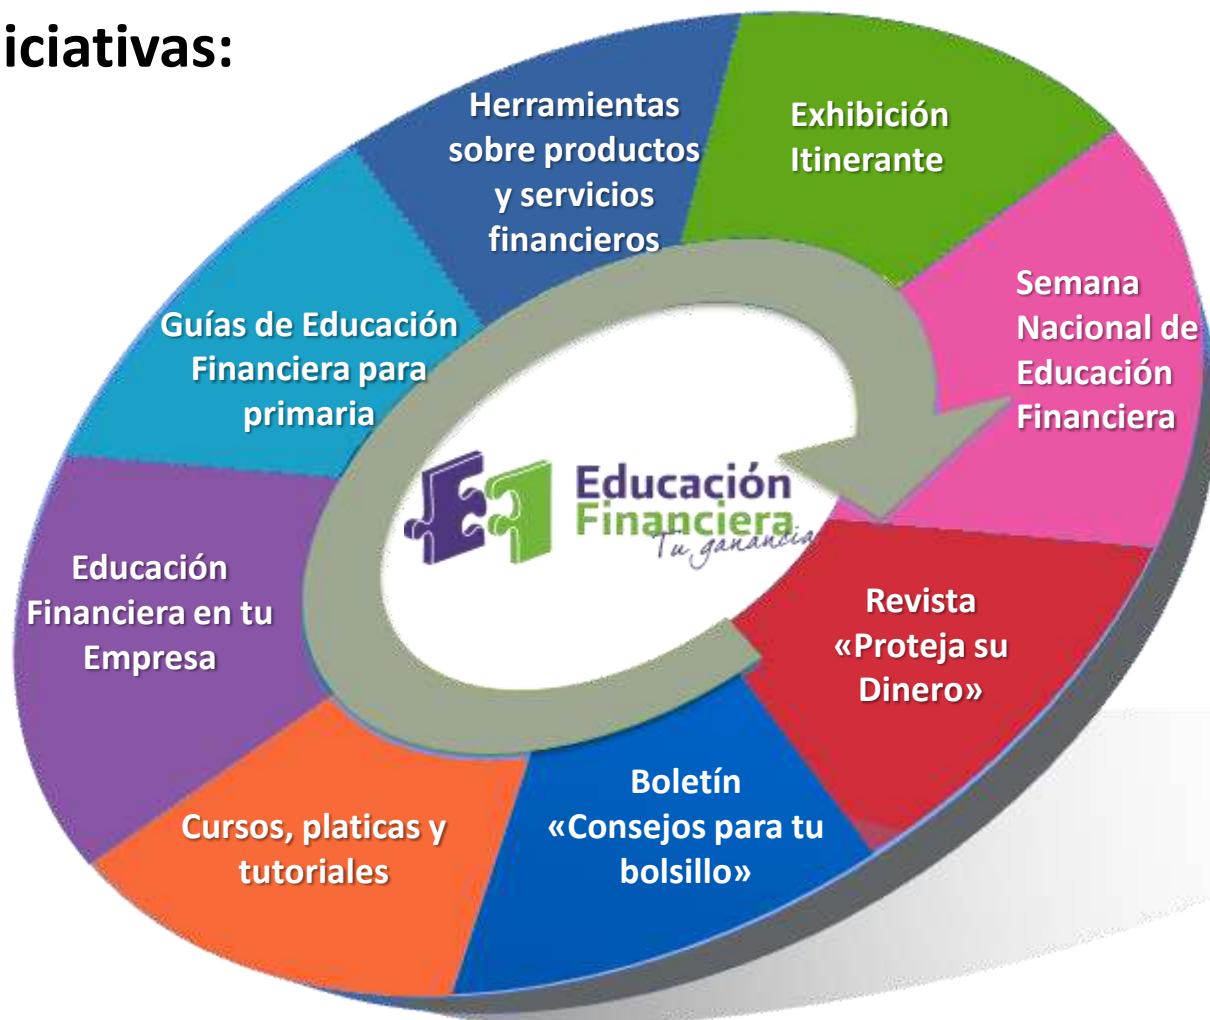 iciativas:
Herramientas
sobre productos
y servicios
financieros
Exhibición
Itinerante
Semana
Nacional de
Educación
Financiera
Guías de Educación
Financiera para
primaria
Educación
Financiera
Tu ganancia
Educación
Financiera en tu
Empresa
Revista
«Proteja su
Dinero»
Boletín
«Consejos para tu
bolsillo»
Cursos, platicas y
tutoriales